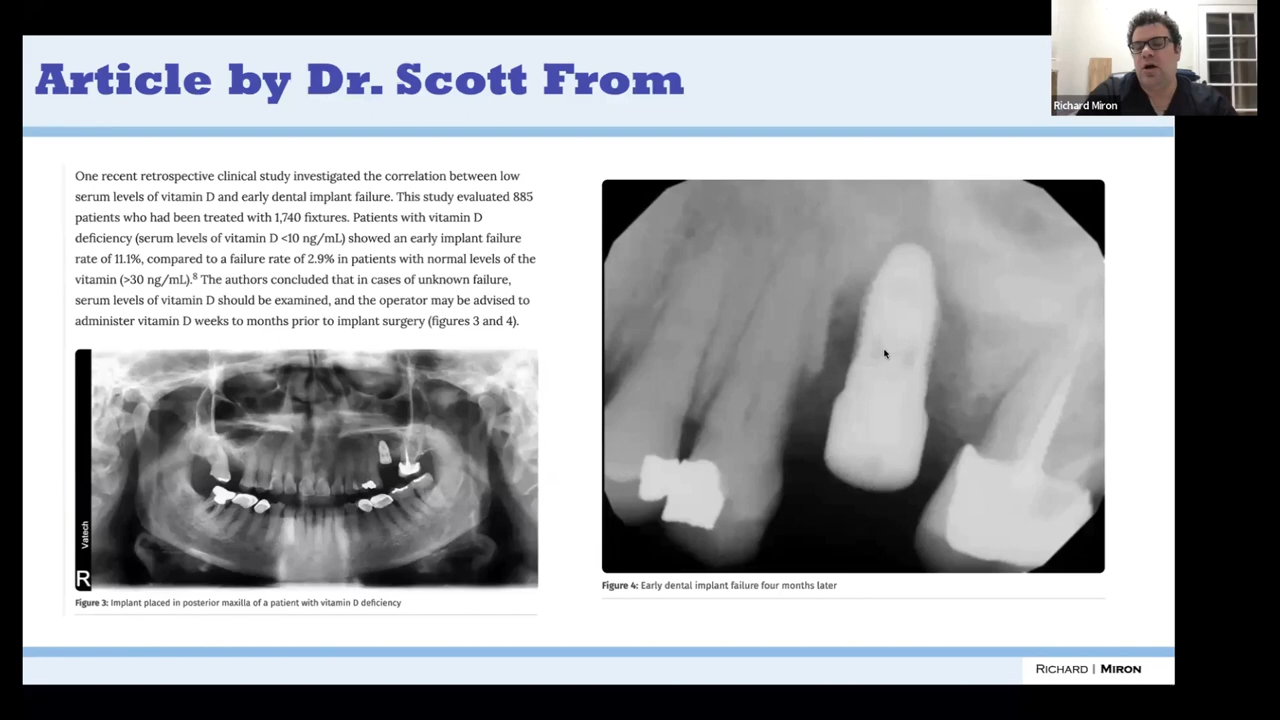 Article by Dr. Scott From
Richard Miron
One recent retrospective clinical study investigated the correlation between low
serum levels of vitamin D and early dental implant failure. This study evaluated 885
patients who had been treated with 1,740 fixtures. Patients with vitamin D
deficiency (serum levels of vitamin D <10 ng/mL) showed an early implant failure
rate of 11.1%, compared to a failure rate of 2.9% in patients with normal levels of the
vitamin (>30 ng/mL).⁸ The authors concluded that in cases of unknown failure,
serum levels of vitamin D should be examined, and the operator may be advised to
administer vitamin D weeks to months prior to implant surgery (figures 3 and 4).
Vatech
R
Figure 3: Implant placed in posterior maxilla of a patient with vitamin D deficiency
Figure 4: Early dental implant failure four months later
RICHARD | MIRON